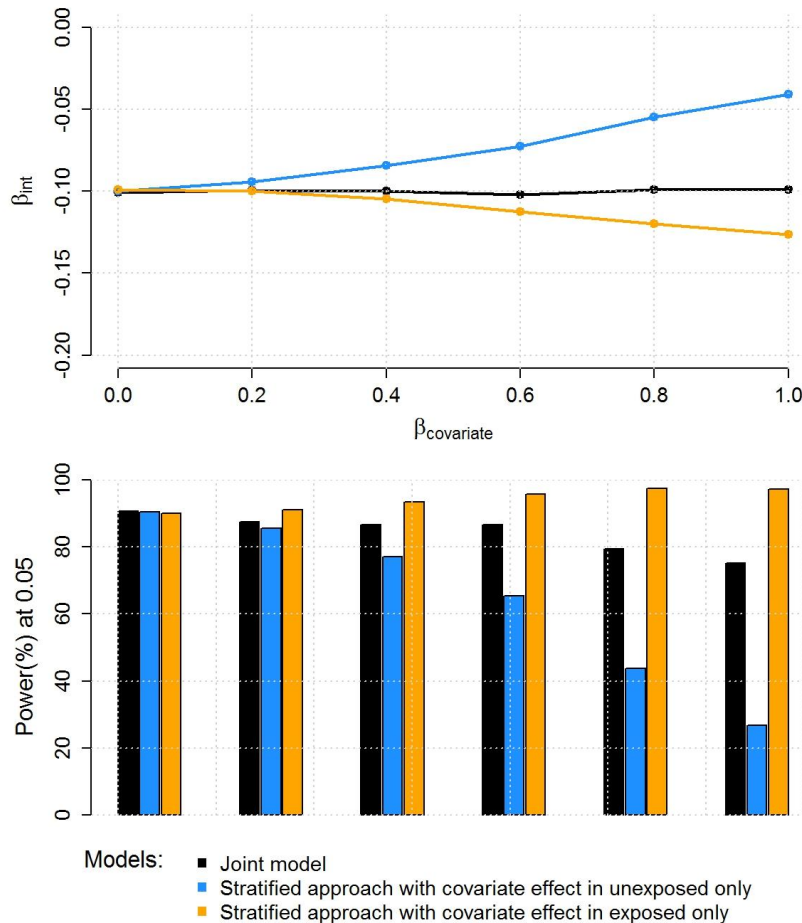 0.00
-0.05
-0.10
-0.15
-0.20
βint
0.0 0.2 0.4 0.6 0.8 1.0
βcovariate
100
80
60
40
20
0
Power(%) at 0.05
Models:
Joint model
Stratified approach with covariate effect in unexposed only
Stratified approach with covariate effect in exposed only